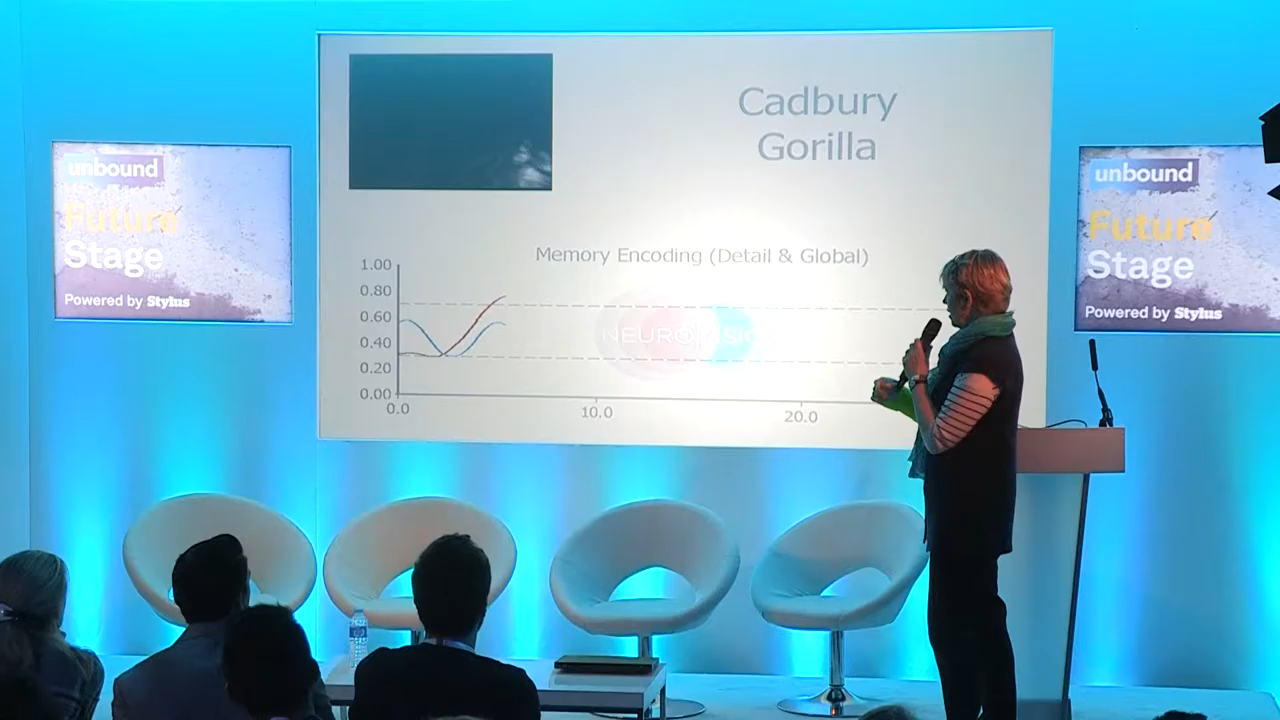 unbound
Future
Stage
Powered by Stylus
Cadbury
Gorilla
Memory Encoding (Detail & Global)
1.00
0.80
0.60
0.40
0.20
0.00
0.0
10.0
20.0
unbound
Future
Stage
Powered by Stylus